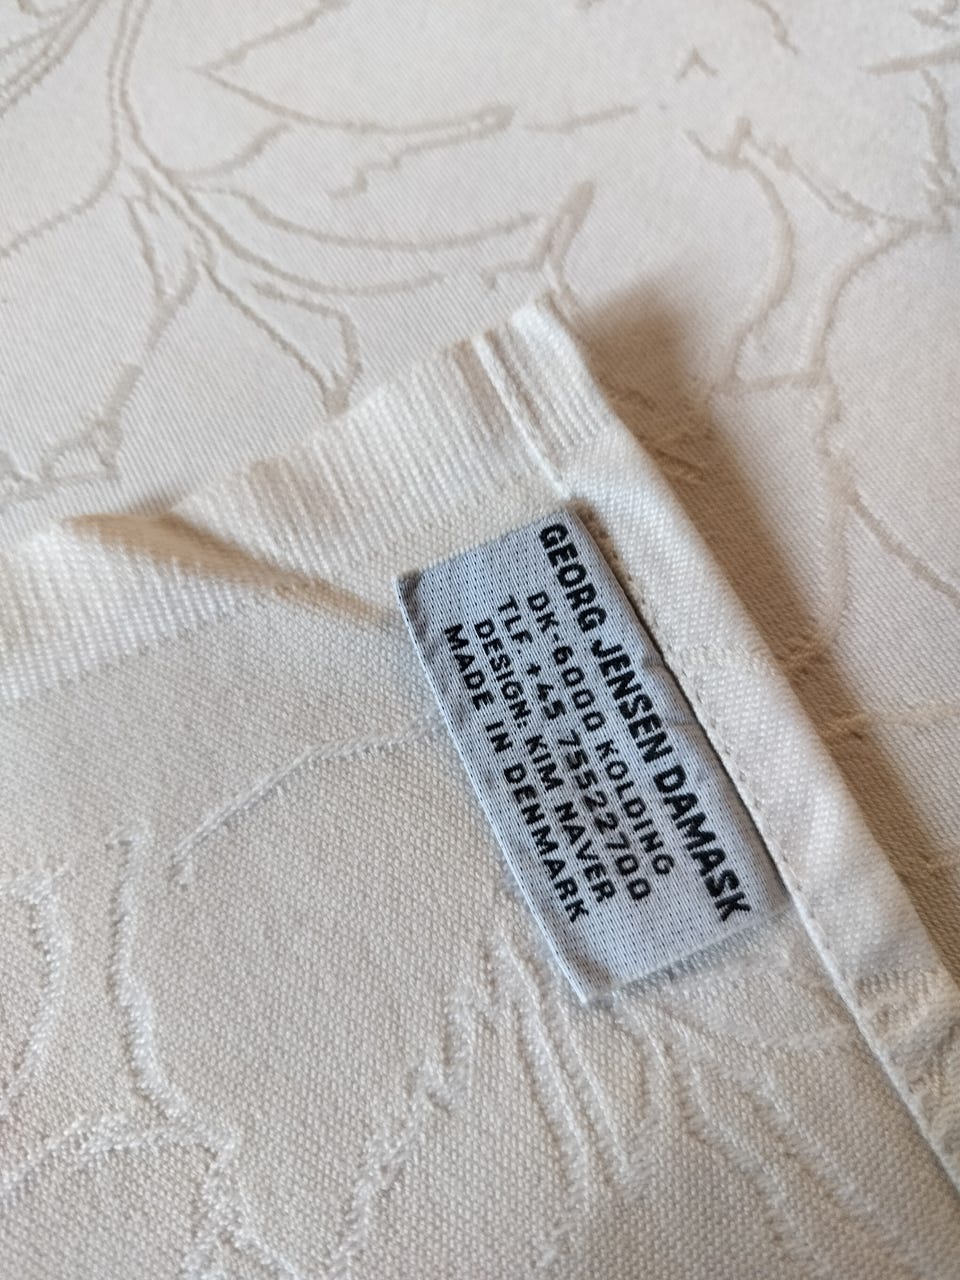 GEORG JENSEN DAMASK
DK-6000 KOLDING
TLF. +45 75522700
DESIGN: KIM NAVER
MADE IN DENMARK